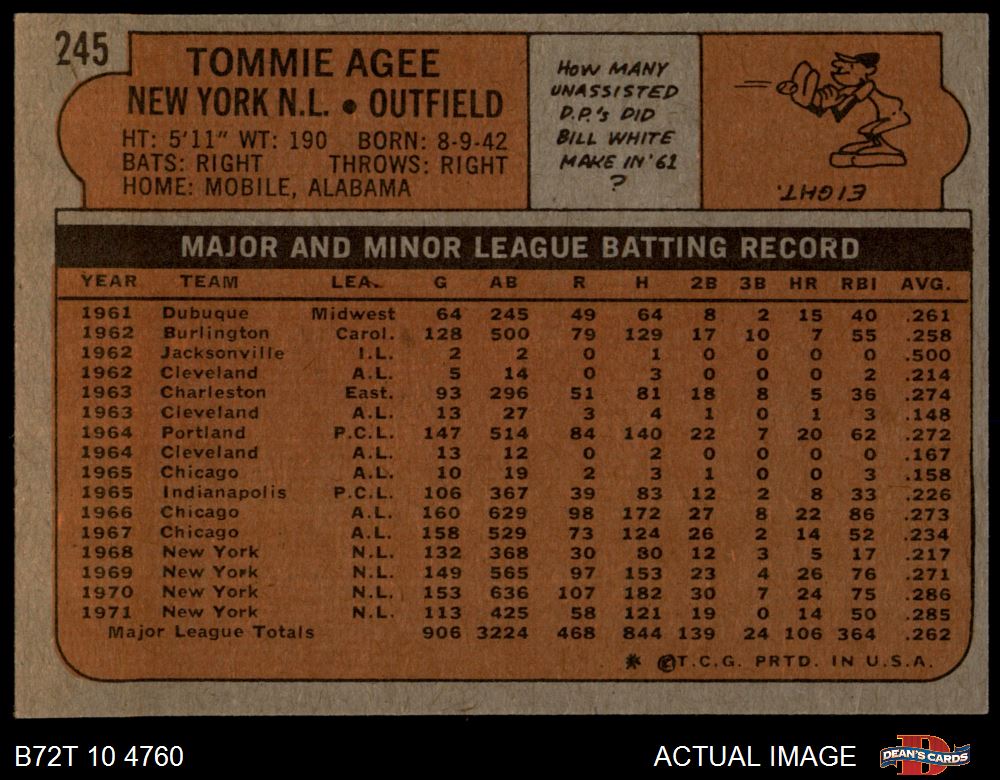 245
TOMMIE AGEE
NEW YORK N.L. • OUTFIELD
HT: 5'11" WT: 190 BORN: 8-9-42
BATS: RIGHT THROWS: RIGHT
HOME: MOBILE, ALABAMA
HOW MANY
UNASSISTED
D.P.'s DID
BILL WHITE
MAKE IN '61
?
EIGHT.
MAJOR AND MINOR LEAGUE BATTING RECORD
YEAR TEAM LEA. G AB R H 2B 3B HR RBI AVG.
1961 Dubuque Midwest 64 245 49 64 8 2 15 40 .261
1962 Burlington Carol. 128 500 79 129 17 10 7 55 .258
1962 Jacksonville I.L. 2 2 0 1 0 0 0 0 .500
1962 Cleveland A.L. 5 14 0 3 0 0 0 2 .214
1963 Charleston East. 93 296 51 81 18 8 5 36 .274
1963 Cleveland A.L. 13 27 3 4 1 0 1 3 .148
1964 Portland P.C.L. 147 514 84 140 22 7 20 62 .272
1964 Cleveland A.L. 13 12 0 2 0 0 0 0 .167
1965 Chicago A.L. 10 19 2 3 1 0 0 3 .158
1965 Indianapolis P.C.L. 106 367 39 83 12 2 8 33 .226
1966 Chicago A.L. 160 629 98 172 27 8 22 86 .273
1967 Chicago A.L. 158 529 73 124 26 2 14 52 .234
1968 New York N.L. 132 368 30 80 12 3 5 17 .217
1969 New York N.L. 149 565 97 153 23 4 26 76 .271
1970 New York N.L. 153 636 107 182 30 7 24 75 .286
1971 New York N.L. 113 425 58 121 19 0 14 50 .285
Major League Totals 906 3224 468 844 139 24 106 364 .262
* ©T.C.G. PRTD. IN U.S.A.
B72T 10 4760
ACTUAL IMAGE
D
DEAN'S CARDS